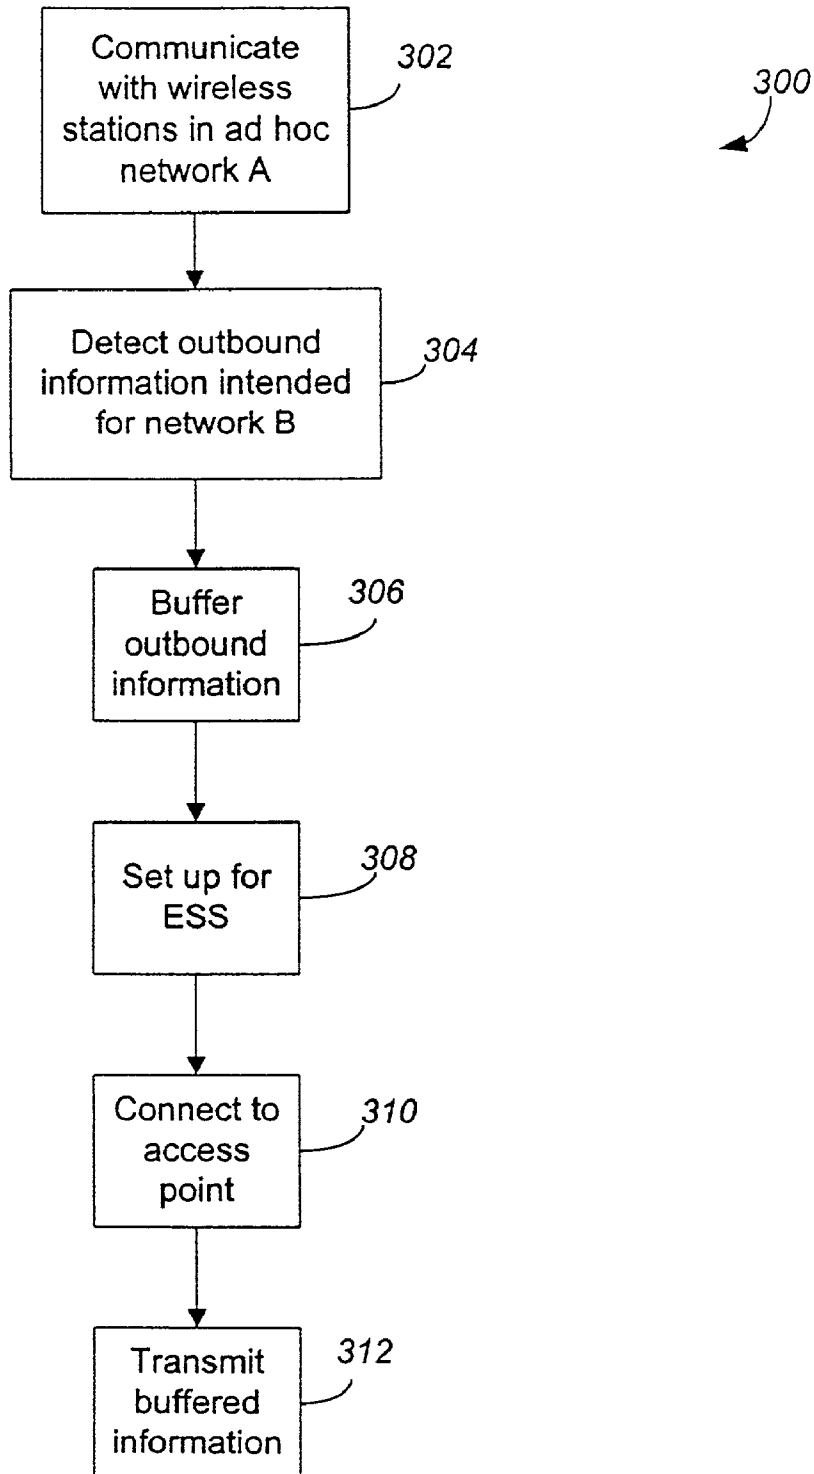 Communicate
with wireless
stations in ad hoc
network A
302
300
Detect outbound
information intended
for network B
304
Buffer
outbound
information
306
Set up for
ESS
308
Connect to
access
point
310
Transmit
buffered
information
312